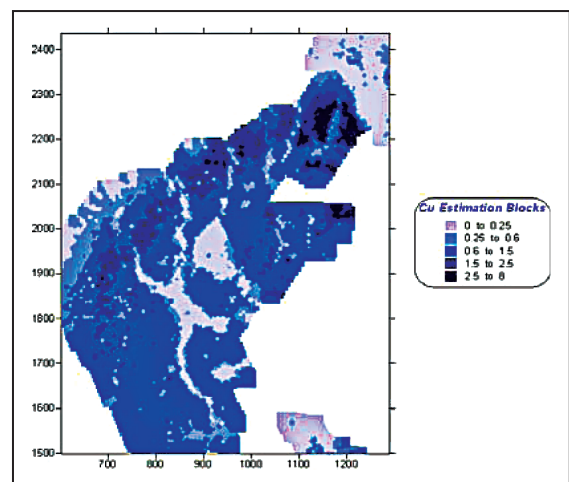 2400
2300
2200
2100
2000
1900
1800
1700
1600
1500
700 800 900 1000 1100 1200
Cu Estimation Blocks
0 to 0.25
0.25 to 0.6
0.6 to 1.5
1.5 to 2.5
2.5 to 8